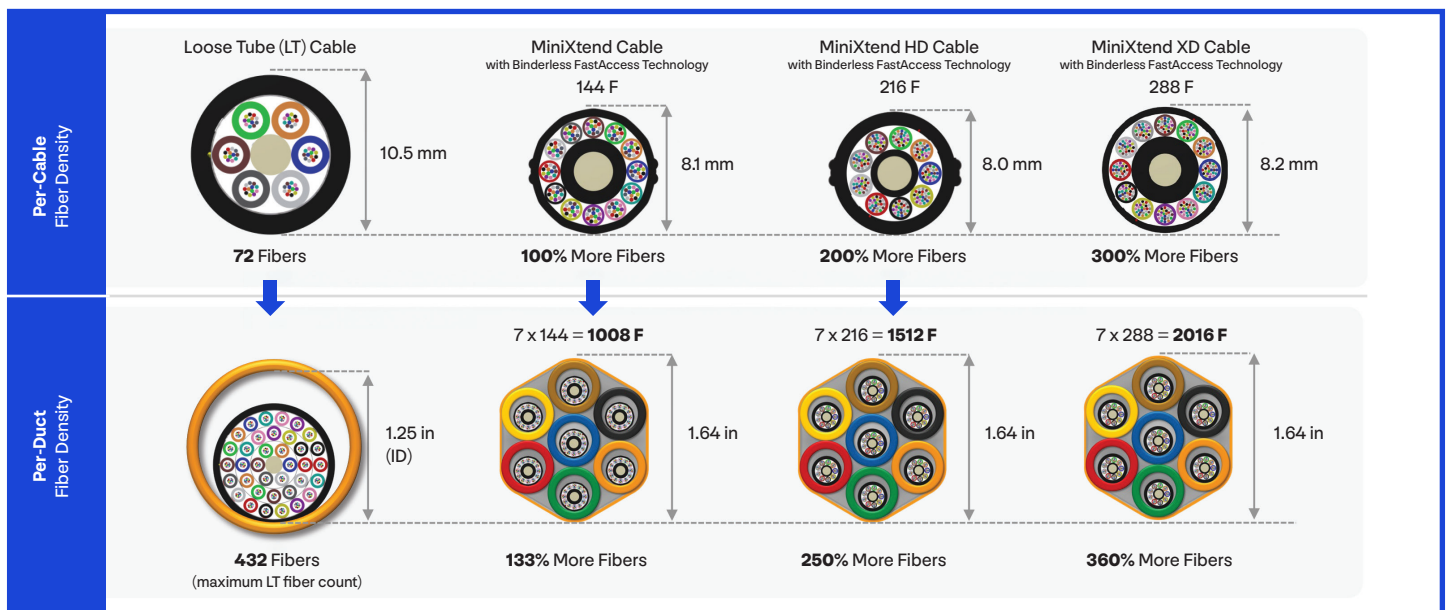 Per-Cable
Fiber Density
Loose Tube (LT) Cable
10.5 mm
72 Fibers
MiniXtend Cable
with Binderless FastAccess Technology
144 F
8.1 mm
100% More Fibers
MiniXtend HD Cable
with Binderless FastAccess Technology
216 F
8.0 mm
200% More Fibers
MiniXtend XD Cable
with Binderless FastAccess Technology
288 F
8.2 mm
300% More Fibers
Per-Duct
Fiber Density
1.25 in
(ID)
432 Fibers
(maximum LT fiber count)
7 x 144 = 1008 F
1.64 in
133% More Fibers
7 x 216 = 1512 F
1.64 in
250% More Fibers
7 x 288 = 2016 F
1.64 in
360% More Fibers